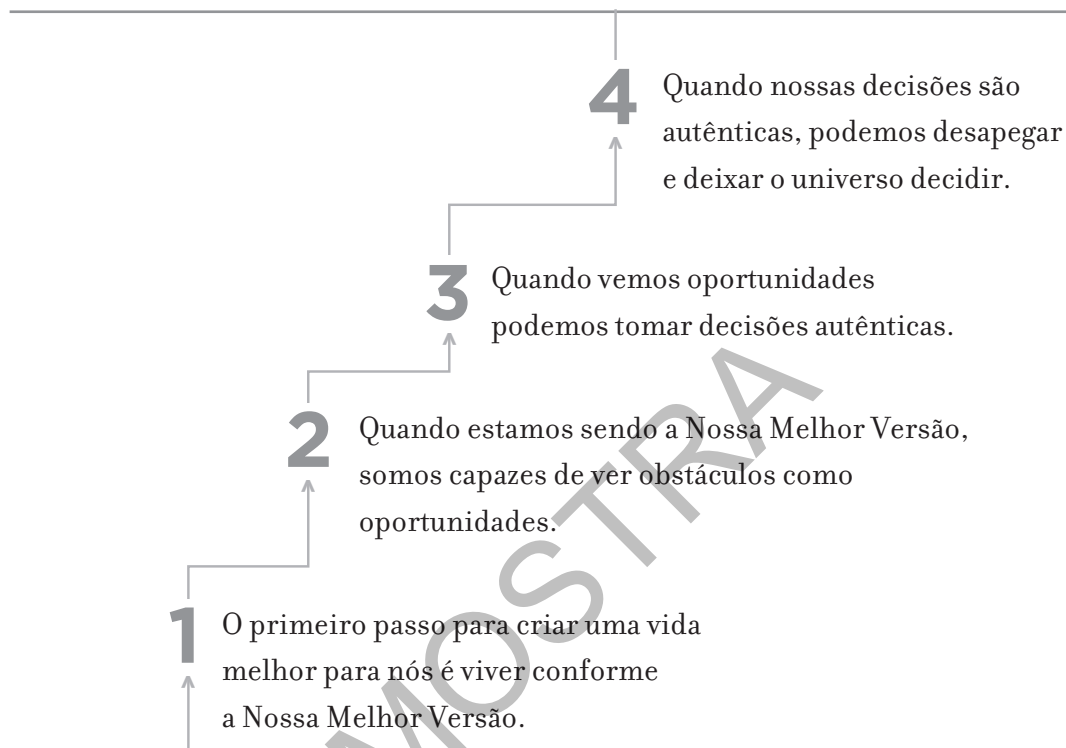 4
Quando nossas decisões são
autênticas, podemos desapegar
e deixar o universo decidir.
3
Quando vemos oportunidades
podemos tomar decisões autênticas.
2
Quando estamos sendo a Nossa Melhor Versão,
somos capazes de ver obstáculos como
oportunidades.
1
O primeiro passo para criar uma vida
melhor para nós é viver conforme
a Nossa Melhor Versão.
MOSTRA